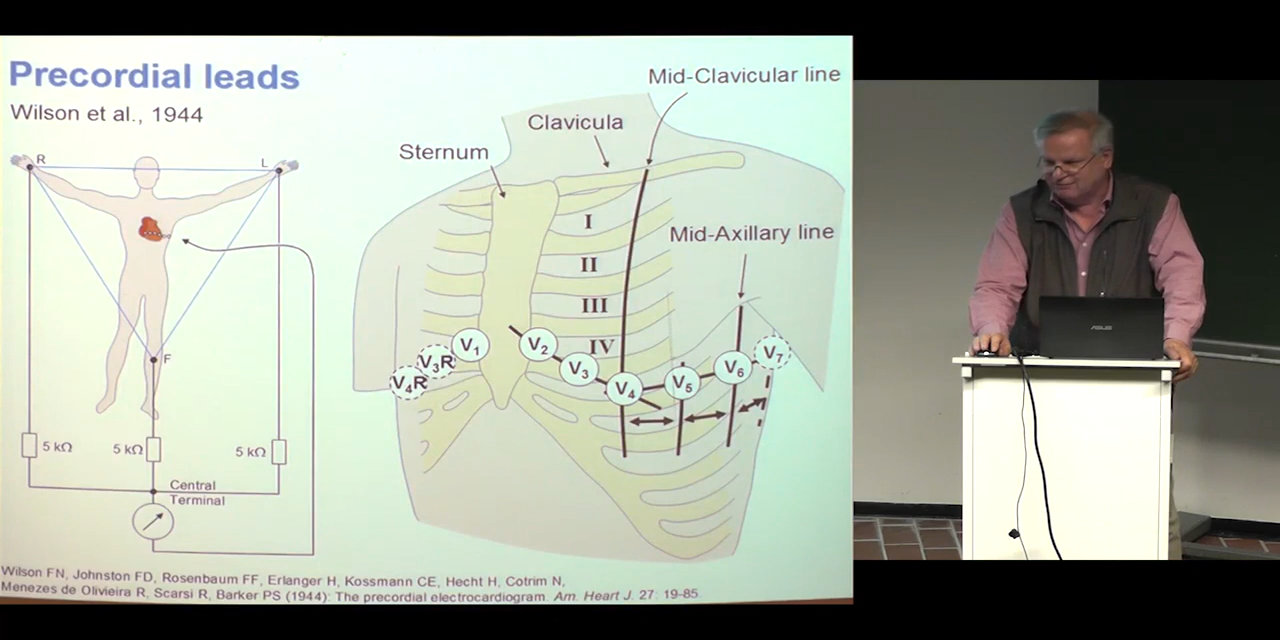 Precordial leads
Wilson et al., 1944
R
L
F
5 kΩ
5 kΩ
5 kΩ
Central
Terminal
Mid-Clavicular line
Clavicula
Sternum
Mid-Axillary line
I
II
III
IV
V1
V2
V3R
V3
V4R
V4
V5
V6
V7
Wilson FN, Johnston FD, Rosenbaum FF, Erlanger H, Kossmann CE, Hecht H, Cotrim N,
Menezes de Olivieira R, Scarsi R, Barker PS (1944): The precordial electrocardiogram. Am. Heart J. 27: 19-85.
ASUS